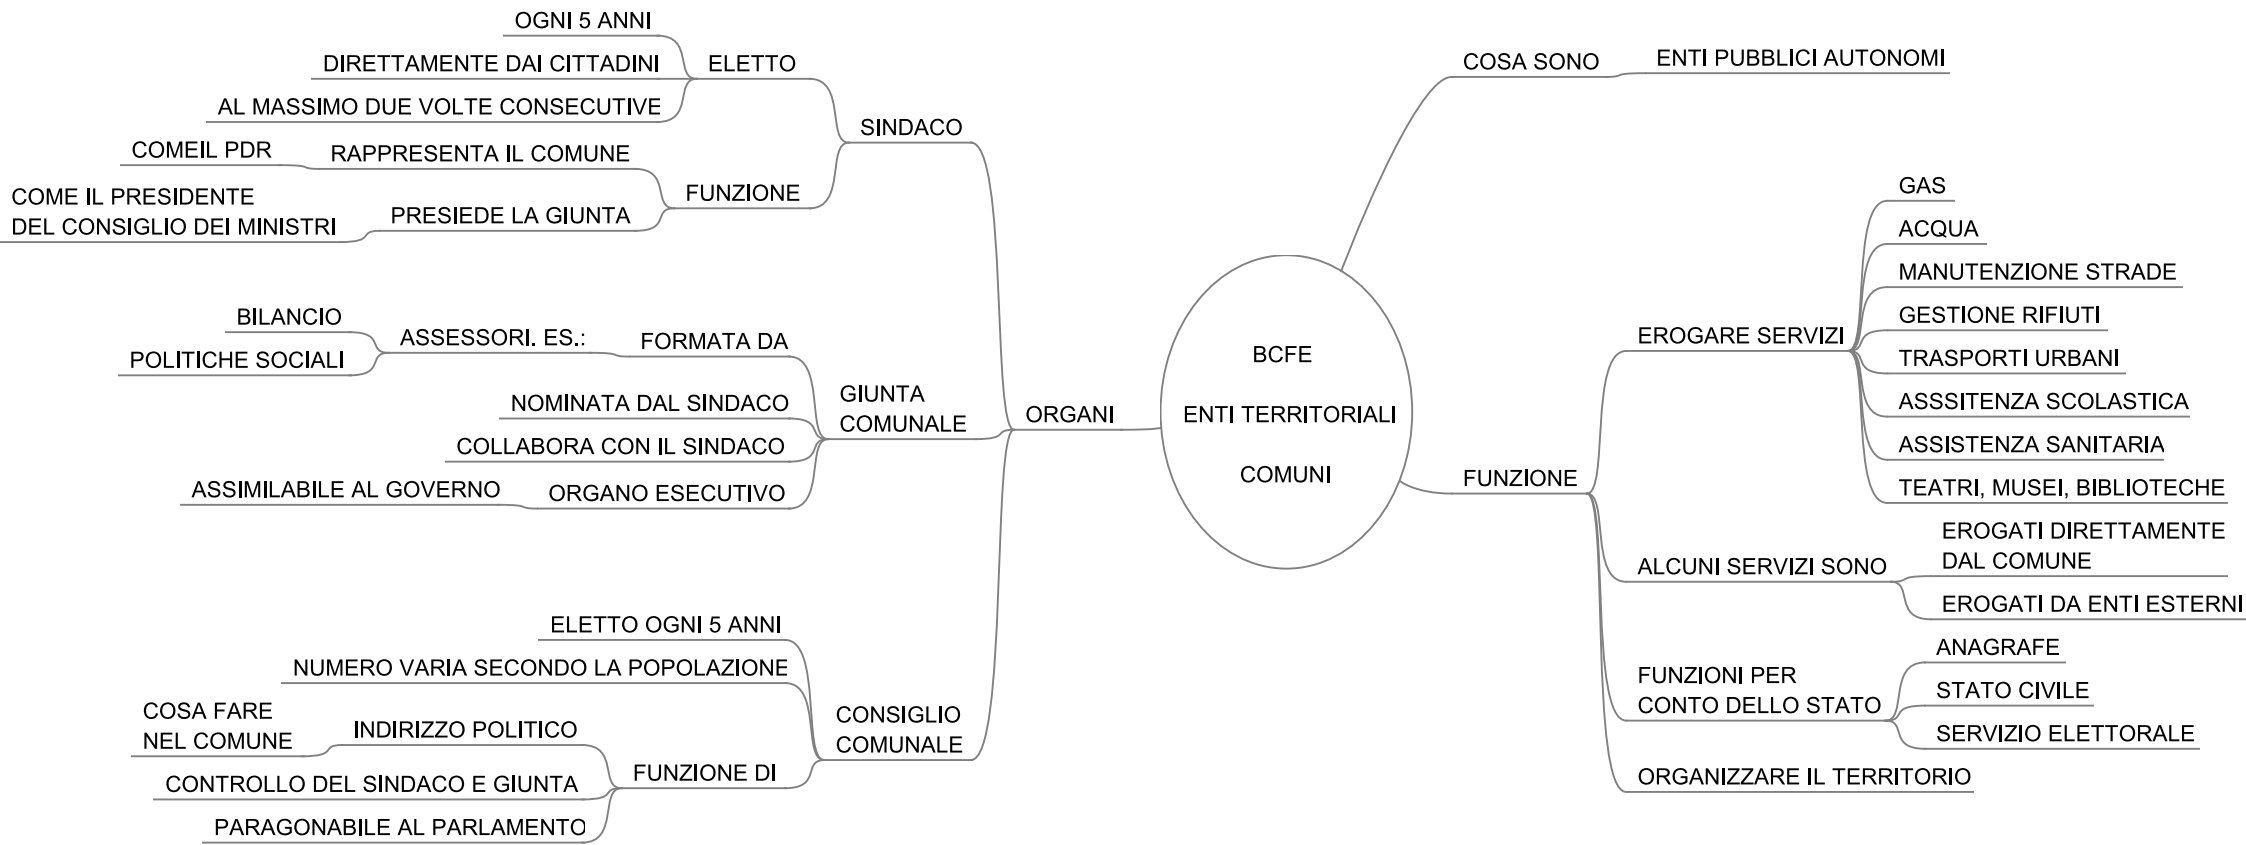 BCFE
ENTI TERRITORIALI
COMUNI
COSA SONO
ENTI PUBBLICI AUTONOMI
FUNZIONE
EROGARE SERVIZI
GAS
ACQUA
MANUTENZIONE STRADE
GESTIONE RIFIUTI
TRASPORTI URBANI
ASSSITENZA SCOLASTICA
ASSISTENZA SANITARIA
TEATRI, MUSEI, BIBLIOTECHE
ALCUNI SERVIZI SONO
EROGATI DIRETTAMENTE
DAL COMUNE
EROGATI DA ENTI ESTERNI
FUNZIONI PER
CONTO DELLO STATO
ANAGRAFE
STATO CIVILE
SERVIZIO ELETTORALE
ORGANIZZARE IL TERRITORIO
ORGANI
SINDACO
ELETTO
OGNI 5 ANNI
DIRETTAMENTE DAI CITTADINI
AL MASSIMO DUE VOLTE CONSECUTIVE
FUNZIONE
RAPPRESENTA IL COMUNE
COMEIL PDR
PRESIEDE LA GIUNTA
COME IL PRESIDENTE
DEL CONSIGLIO DEI MINISTRI
GIUNTA
COMUNALE
FORMATA DA
ASSESSORI. ES.:
BILANCIO
POLITICHE SOCIALI
NOMINATA DAL SINDACO
COLLABORA CON IL SINDACO
ORGANO ESECUTIVO
ASSIMILABILE AL GOVERNO
CONSIGLIO
COMUNALE
ELETTO OGNI 5 ANNI
NUMERO VARIA SECONDO LA POPOLAZIONE
FUNZIONE DI
INDIRIZZO POLITICO
COSA FARE
NEL COMUNE
CONTROLLO DEL SINDACO E GIUNTA
PARAGONABILE AL PARLAMENTO